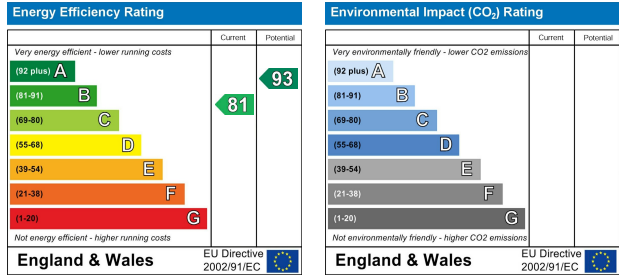 Energy Efficiency Rating
Current Potential
Very energy efficient - lower running costs
(92 plus) A
(81-91) B
(69-80) C
(55-68) D
(39-54) E
(21-38) F
(1-20) G
81
93
Not energy efficient - higher running costs
England & Wales
EU Directive
2002/91/EC
Environmental Impact (CO₂) Rating
Current Potential
Very environmentally friendly - lower CO2 emissions
(92 plus) A
(81-91) B
(69-80) C
(55-68) D
(39-54) E
(21-38) F
(1-20) G
Not environmentally friendly - higher CO2 emissions
England & Wales
EU Directive
2002/91/EC